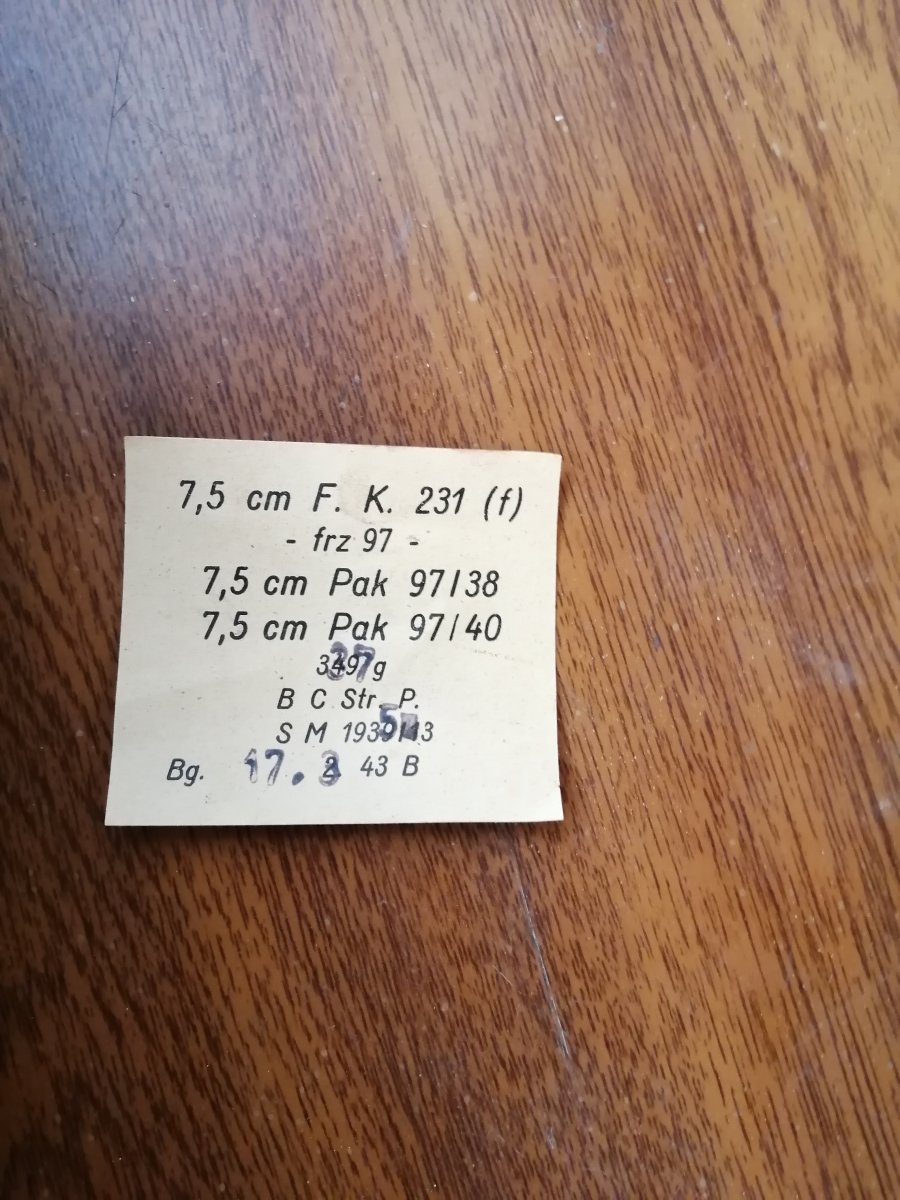 7,5 cm F. K. 231 (f)
- frz 97 -
7,5 cm Pak 97/38
7,5 cm Pak 97/40
B C Str. P.
S M
Bg. 17. 43 B